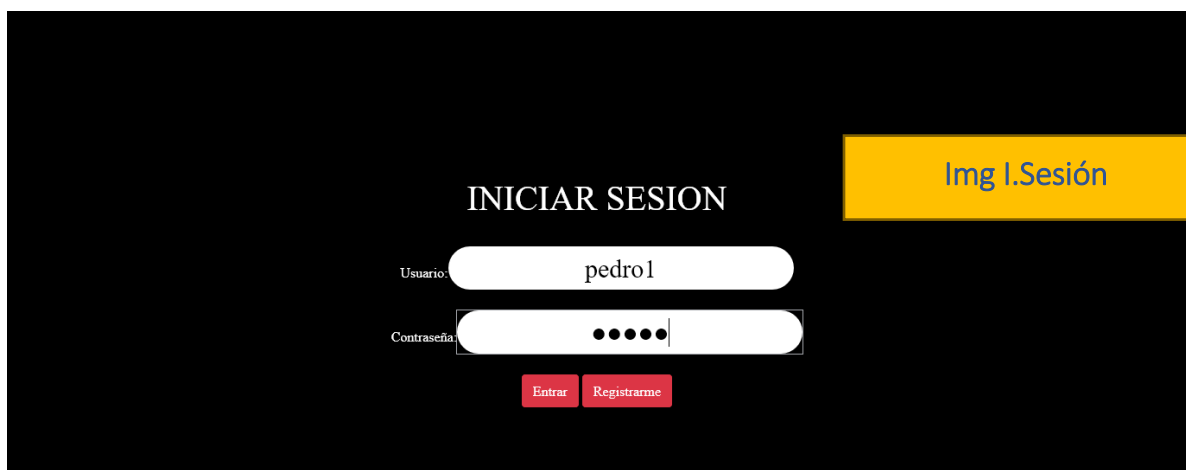 Img I.Sesión
INICIAR SESION
Usuario: pedro1
Contraseña: ●●●●●
Entrar Registrarme